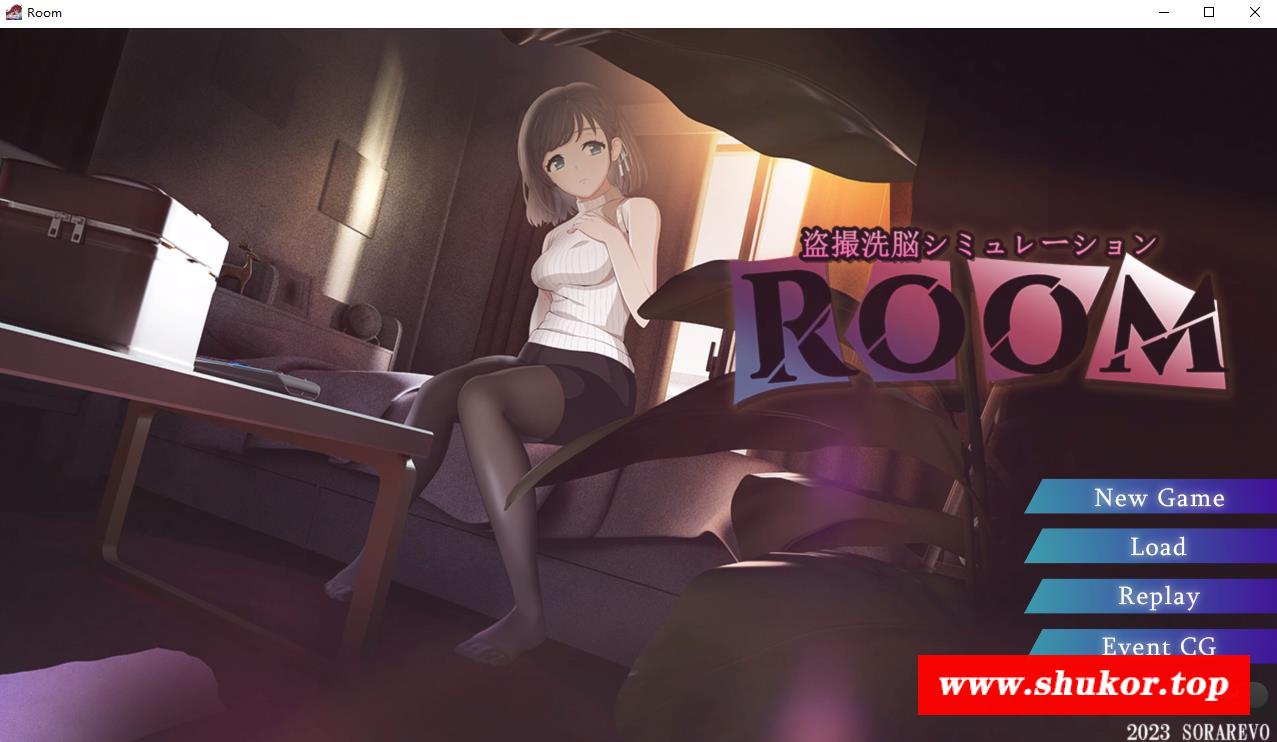 Room
盗撮洗脳シミュレーション
ROOM
New Game
Load
Replay
Event CG
www.shukor.top
2023 SORAREVO